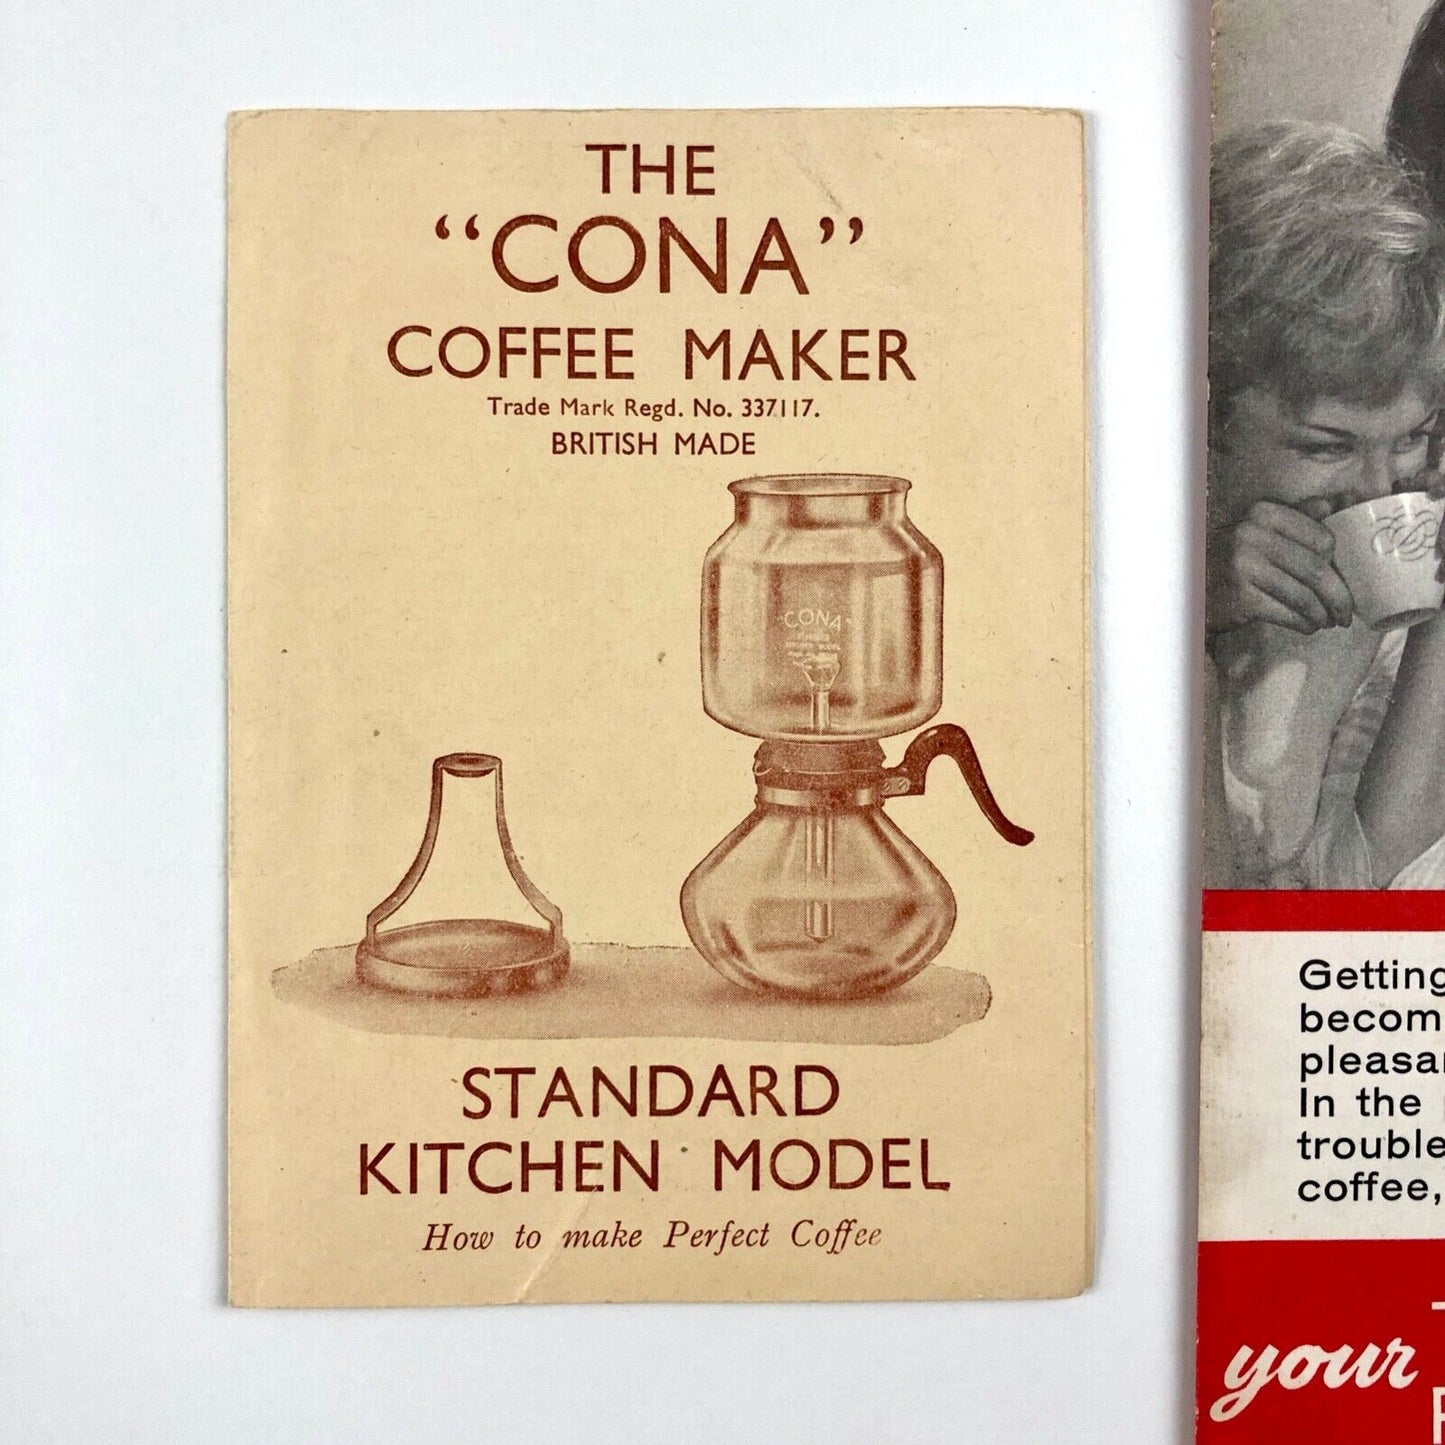 THE
“CONA”
COFFEE MAKER
Trade Mark Regd. No. 337117.
BRITISH MADE
CONA
STANDARD
KITCHEN MODEL
How to make Perfect Coffee
Getting
becom
pleasa
In the
trouble
coffee,
your